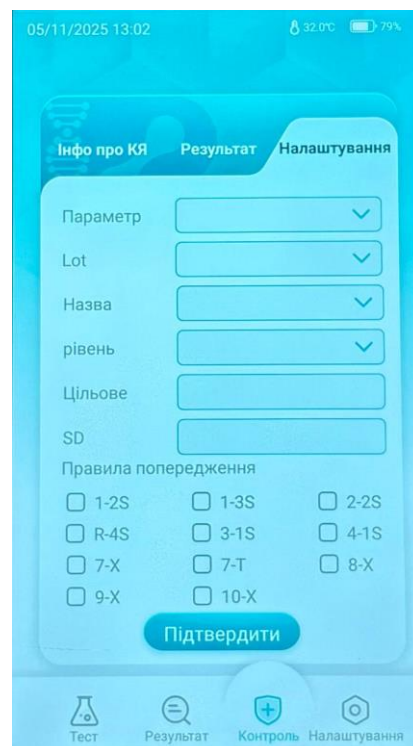 05/11/2025 13:02 32.0℃ 79%
Інфо про КЯ Результат Налаштування
Параметр
Lot
Назва
рівень
Цільове
SD
Правила попередження
1-2S 1-3S 2-2S
R-4S 3-1S 4-1S
7-X 7-T 8-X
9-X 10-X
Підтвердити
Тест Результат Контроль Налаштування